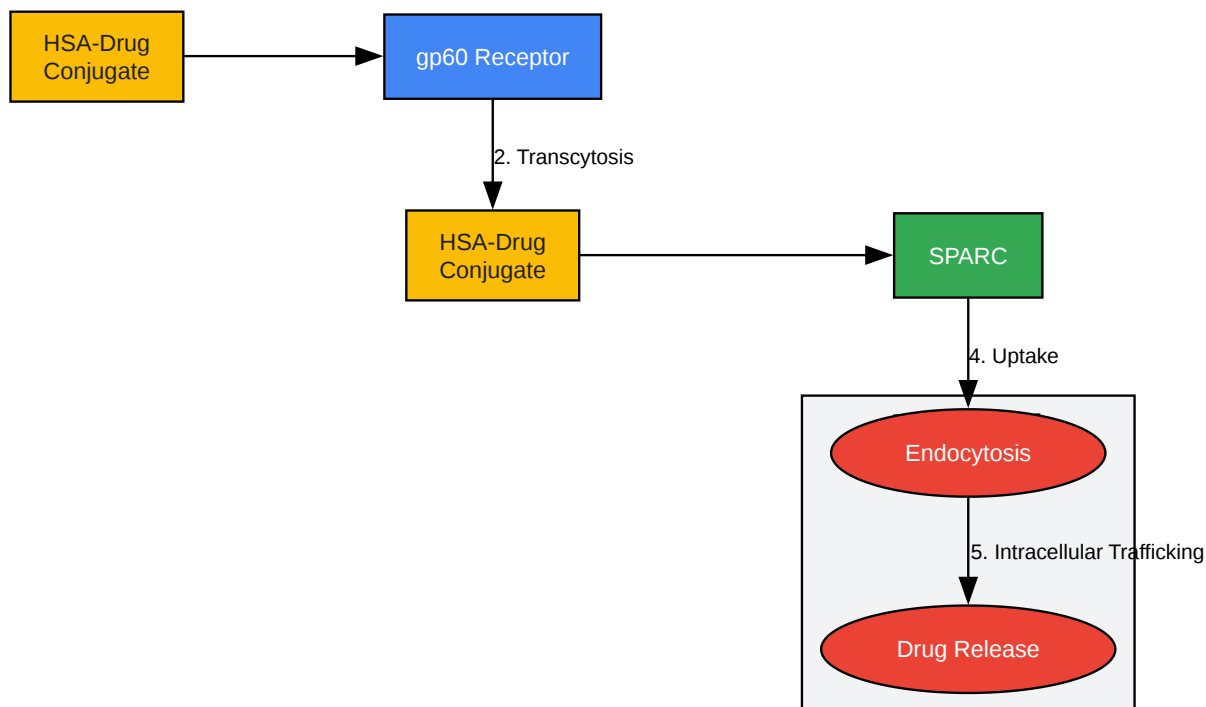 HSA-Drug
Conjugate
gp60 Receptor
2. Transcytosis
HSA-Drug
Conjugate
SPARC
4. Uptake
Endocytosis
5. Intracellular Trafficking
Drug Release